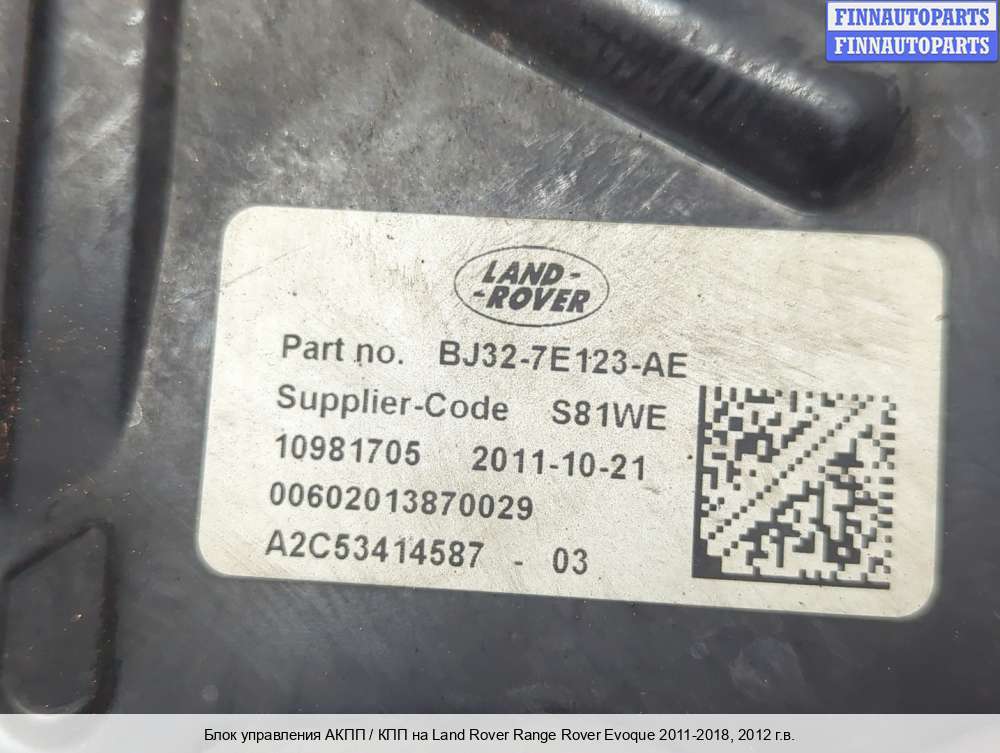 FINNAUTOPARTS
FINNAUTOPARTS
LAND-
-ROVER
Part no. BJ32-7E123-AE
Supplier-Code S81WE
10981705 2011-10-21
00602013870029
A2C53414587 - 03
Блок управления АКПП / КПП на Land Rover Range Rover Evoque 2011-2018, 2012 г.в.